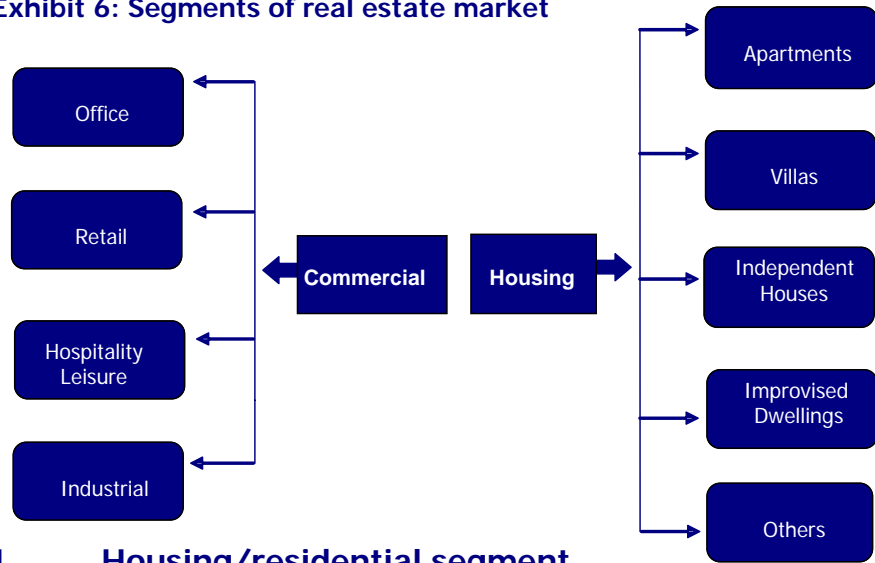 Exhibit 6: Segments of real estate market
Office
Retail
Hospitality
Leisure
Industrial
Commercial
Housing
Apartments
Villas
Independent
Houses
Improvised
Dwellings
Others
Housing/residential segment